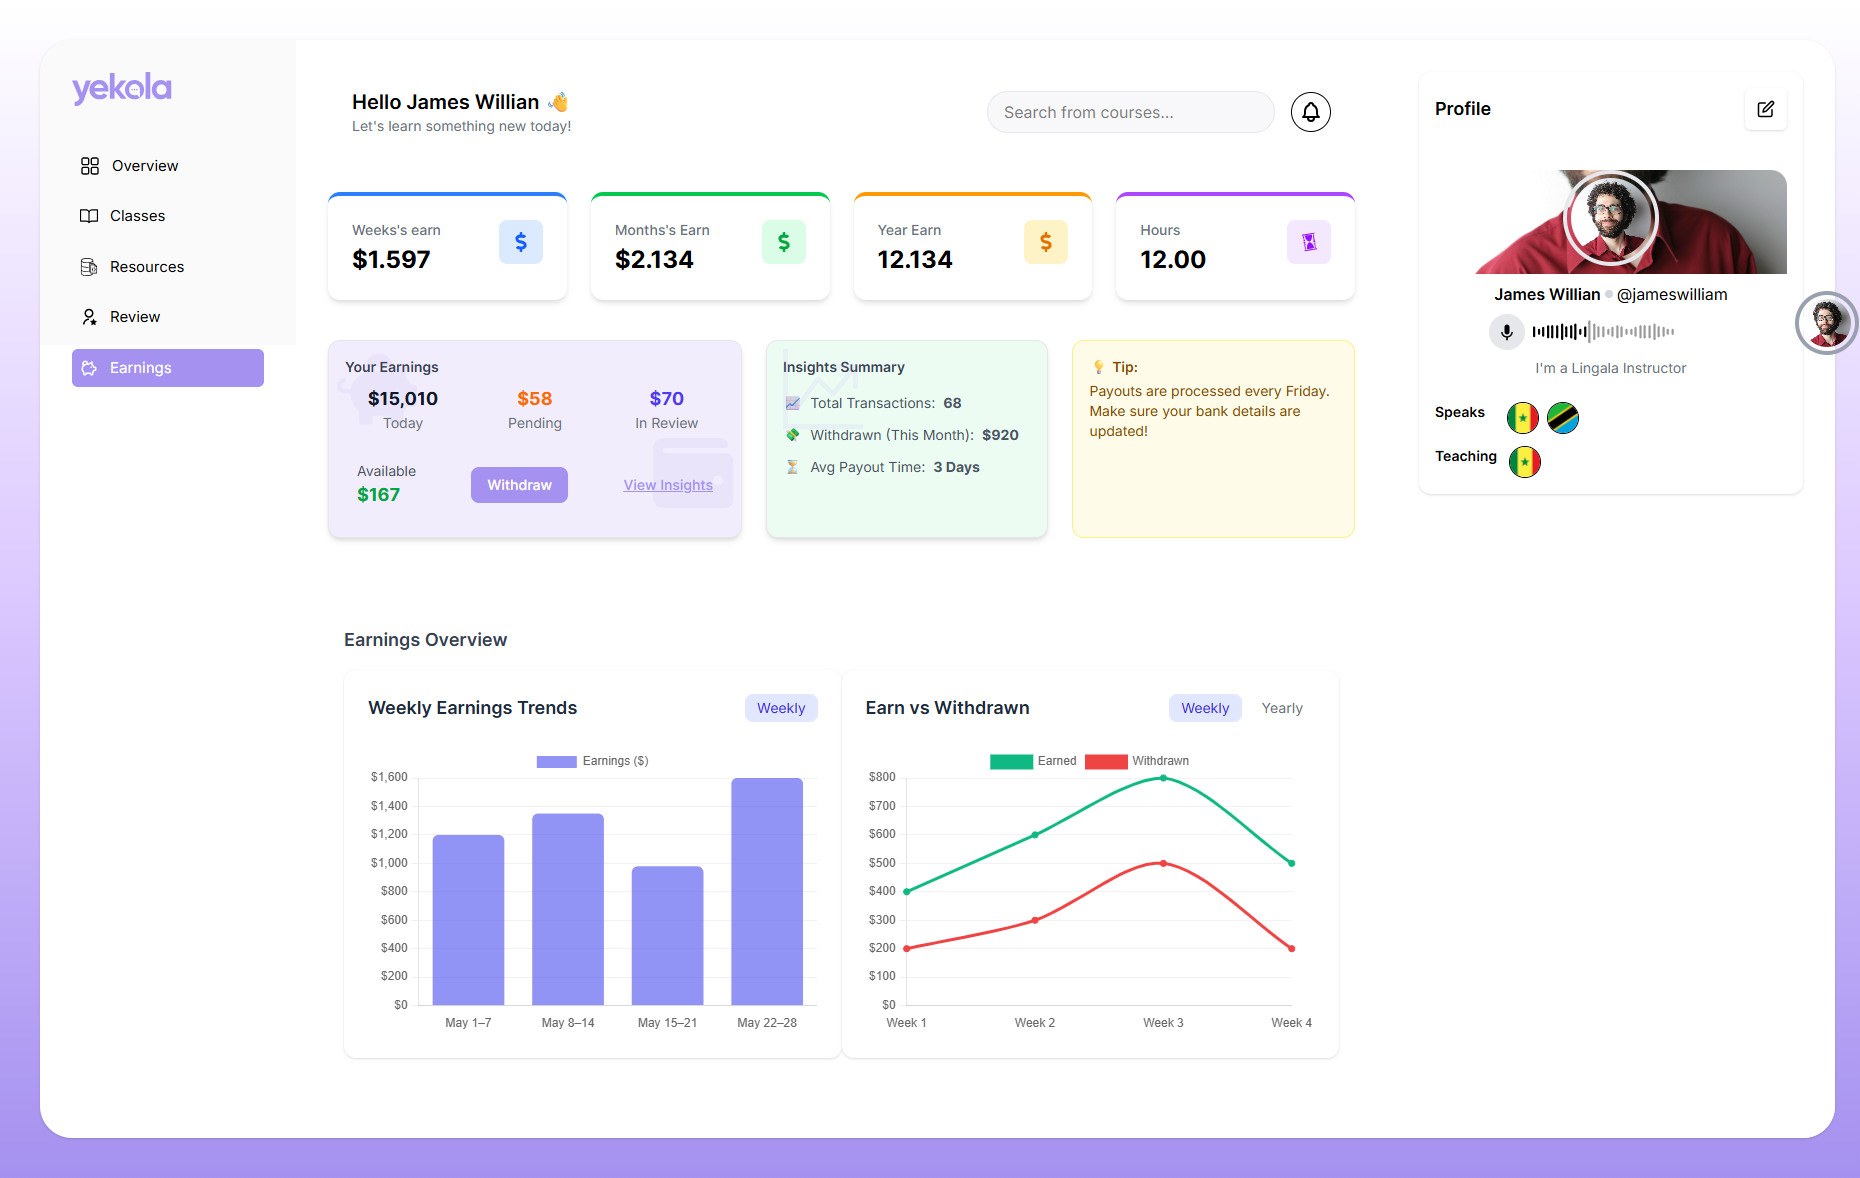 yekola
Overview
Classes
Resources
Review
Earnings
Hello James Willian 👋
Let's learn something new today!
Search from courses...
Weeks's earn
$1.597
Months's Earn
$2.134
Year Earn
12.134
Hours
12.00
Your Earnings
$15,010
Today
$58
Pending
$70
In Review
Available
$167
Withdraw
View Insights
Insights Summary
Total Transactions: 68
Withdrawn (This Month): $920
Avg Payout Time: 3 Days
Tip:
Payouts are processed every Friday.
Make sure your bank details are
updated!
Profile
James Willian @jameswilliam
I'm a Lingala Instructor
Speaks
Teaching
Earnings Overview
Weekly Earnings Trends
Weekly
Earnings ($)
$1,600
$1,400
$1,200
$1,000
$800
$600
$400
$200
$0
May 1–7 May 8–14 May 15–21 May 22–28
Earn vs Withdrawn
Weekly Yearly
Earned Withdrawn
$800
$700
$600
$500
$400
$300
$200
$100
$0
Week 1 Week 2 Week 3 Week 4